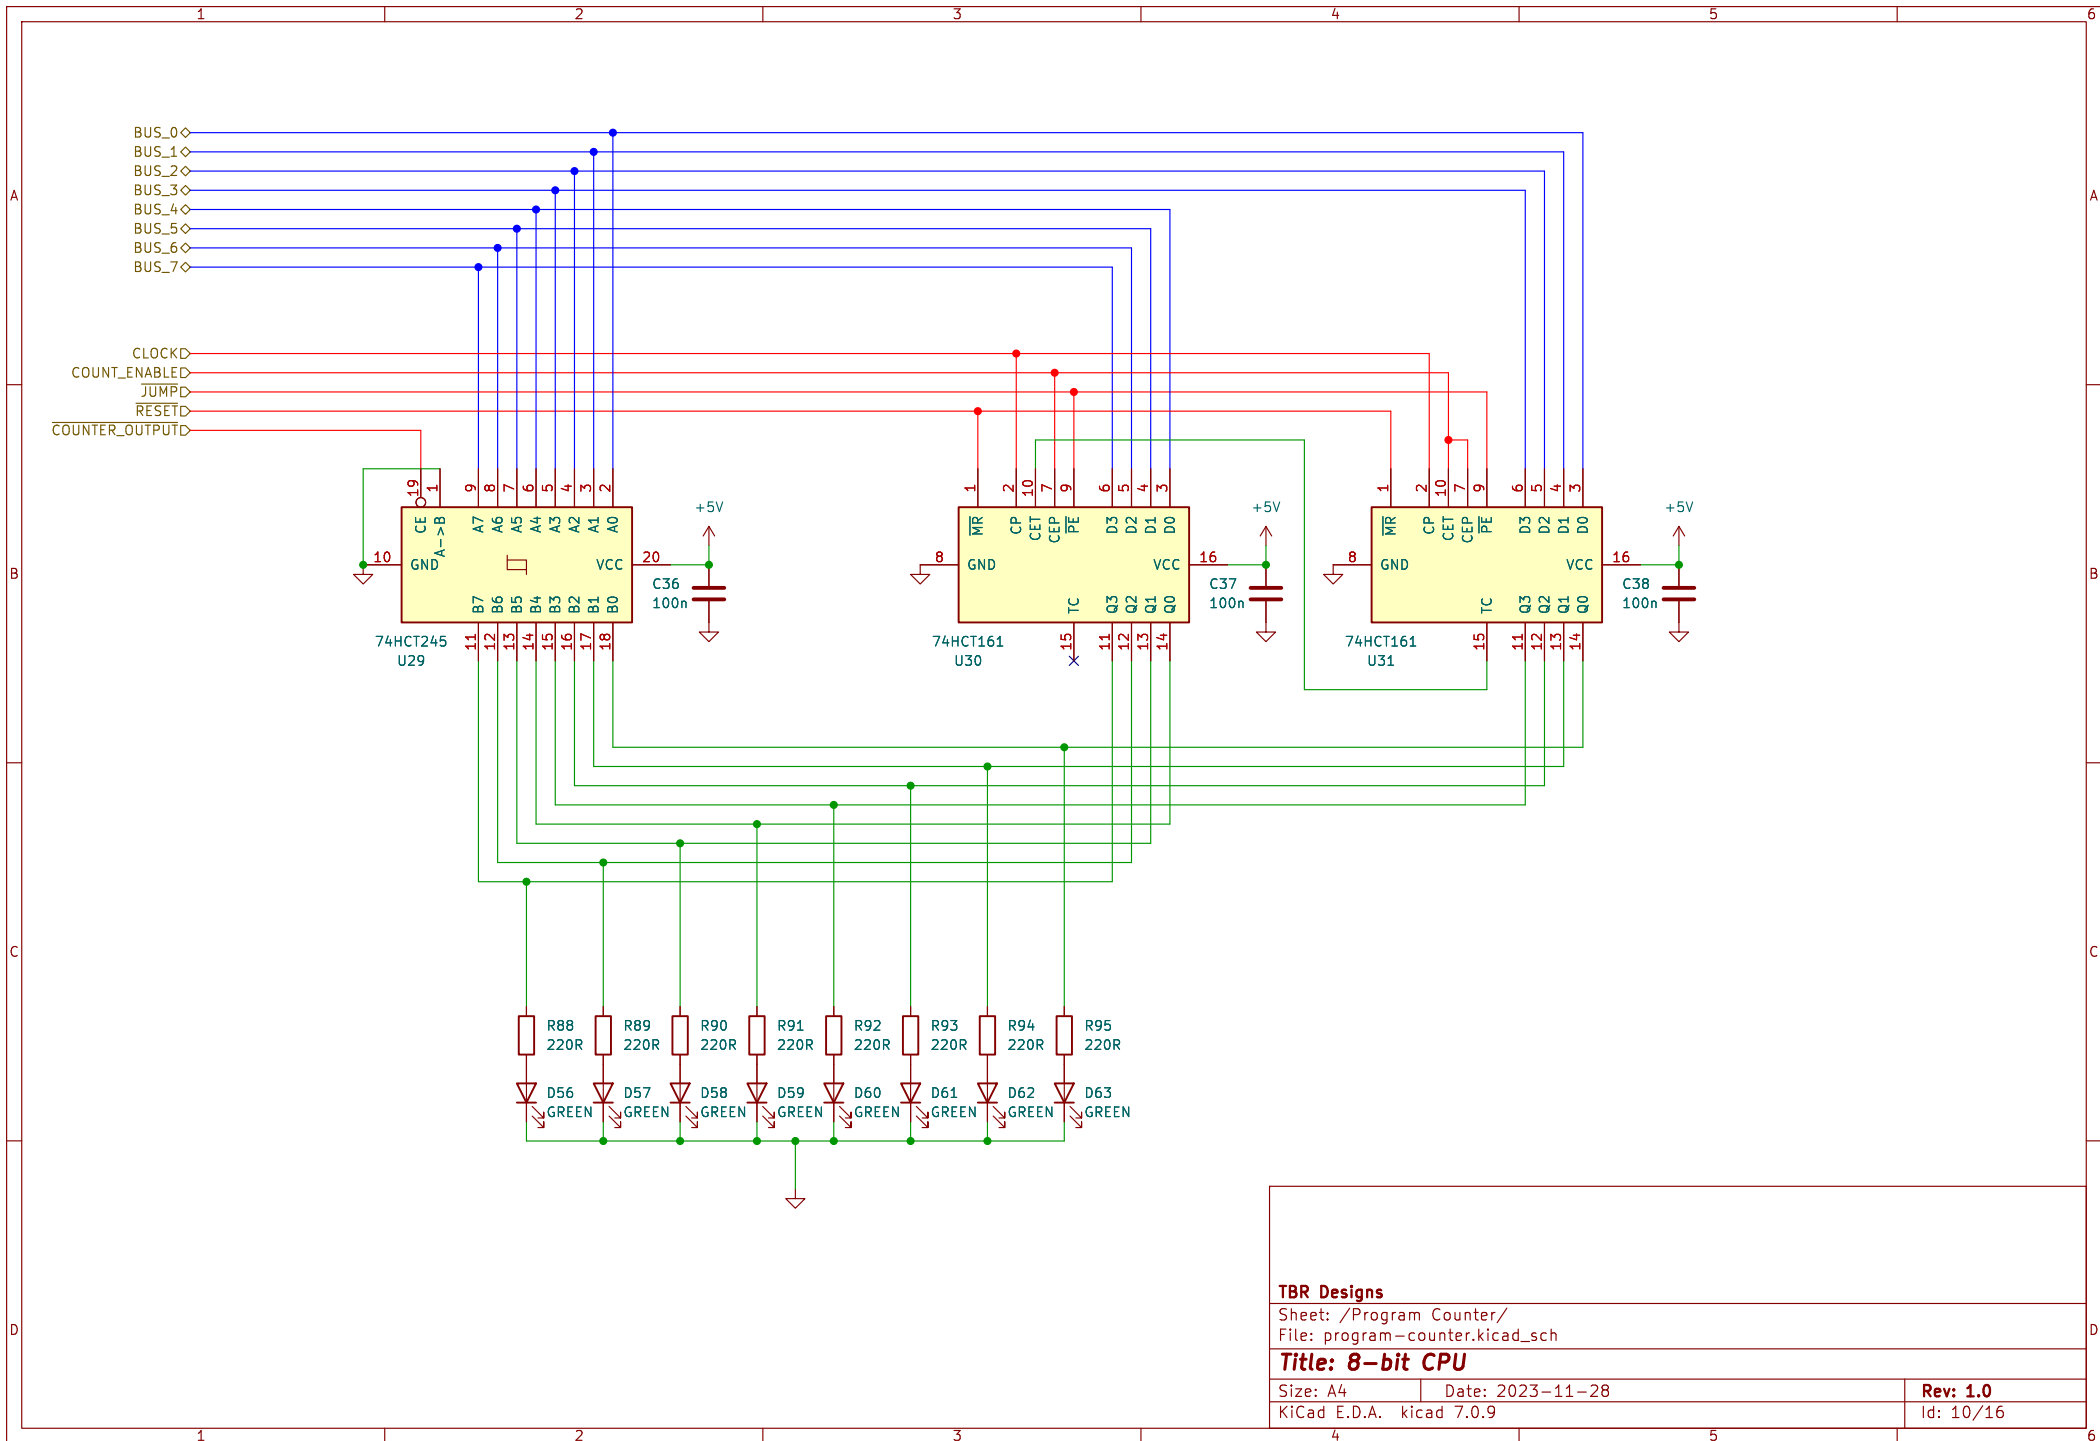 1 2 3 4 5 6
BUS_0
BUS_1
BUS_2
BUS_3
A A
BUS_4
BUS_5
BUS_6
BUS_7
CLOCK
COUNT_ENABLE
JUMP
RESET
COUNTER_OUTPUT
19 1 9 8 7 6 5 4 3 2
1 2 10 7 9 6 5 4 3
1 2 10 7 9 6 5 4 3
+5V +5V +5V
CE A->B A7 A6 A5 A4 A3 A2 A1 A0
MR CP CET CEP PE D3 D2 D1 D0
MR CP CET CEP PE D3 D2 D1 D0
10 GND VCC 20
8 GND VCC 16
8 GND VCC 16
B B
C36
100n
C37
100n
C38
100n
B7 B6 B5 B4 B3 B2 B1 B0
TC Q3 Q2 Q1 Q0
TC Q3 Q2 Q1 Q0
11 12 13 14 15 16 17 18
15 11 12 13 14
15 11 12 13 14
74HCT245
U29
74HCT161
U30
74HCT161
U31
C C
R88 R89 R90 R91 R92 R93 R94 R95
220R 220R 220R 220R 220R 220R 220R 220R
D56 D57 D58 D59 D60 D61 D62 D63
GREEN GREEN GREEN GREEN GREEN GREEN GREEN GREEN
TBR Designs
Sheet: /Program Counter/
File: program-counter.kicad_sch
D D
Title: 8-bit CPU
Size: A4 Date: 2023-11-28 Rev: 1.0
KiCad E.D.A. kicad 7.0.9 Id: 10/16
1 2 3 4 5 6